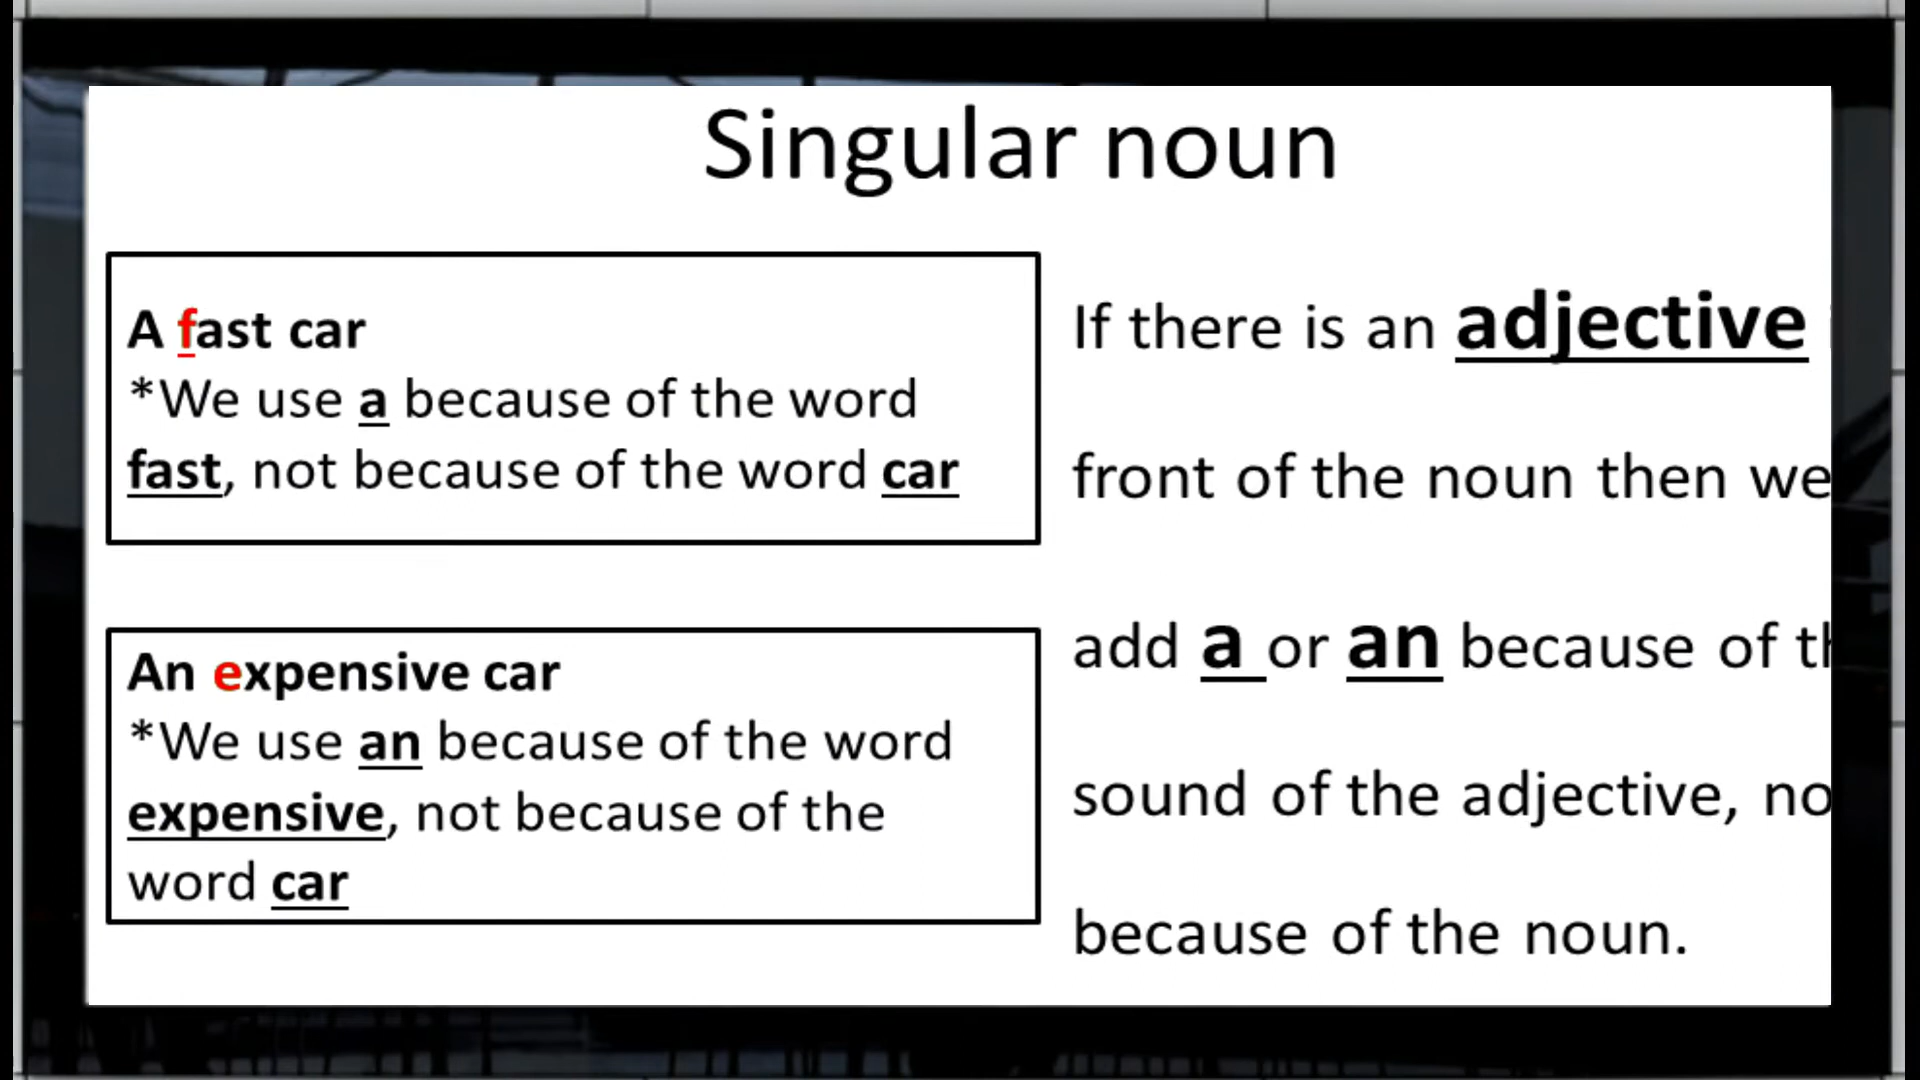 Singular noun
A fast car
*We use a because of the word
fast, not because of the word car
An expensive car
*We use an because of the word
expensive, not because of the
word car
If there is an adjective
front of the noun then we
add a or an because of
sound of the adjective,
because of the noun.